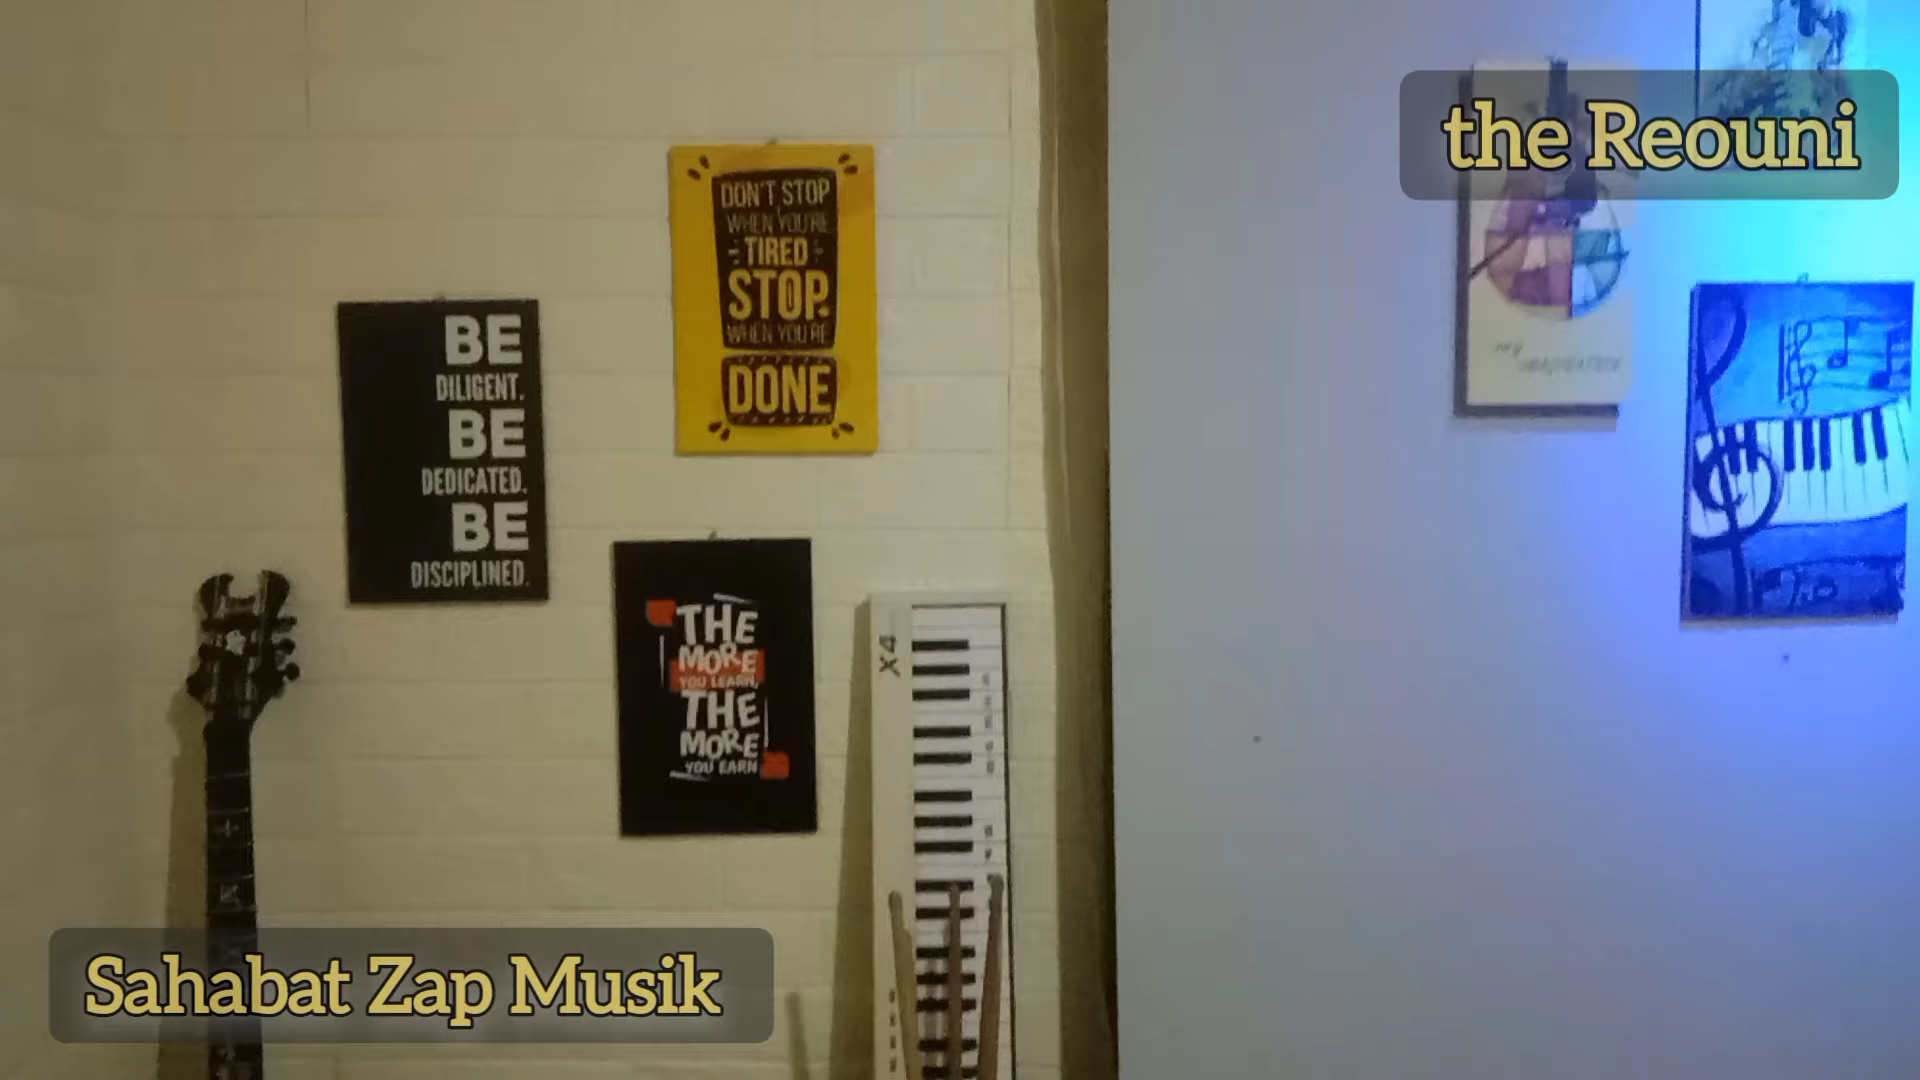 the Reouni
DON'T STOP
WHEN YOU'RE
TIRED
STOP.
WHEN YOU'RE
DONE
BE
DILIGENT.
BE
DEDICATED.
BE
DISCIPLINED.
THE
MORE
YOU LEARN,
THE
MORE
YOU EARN
X4
my
Sahabat Zap Musik